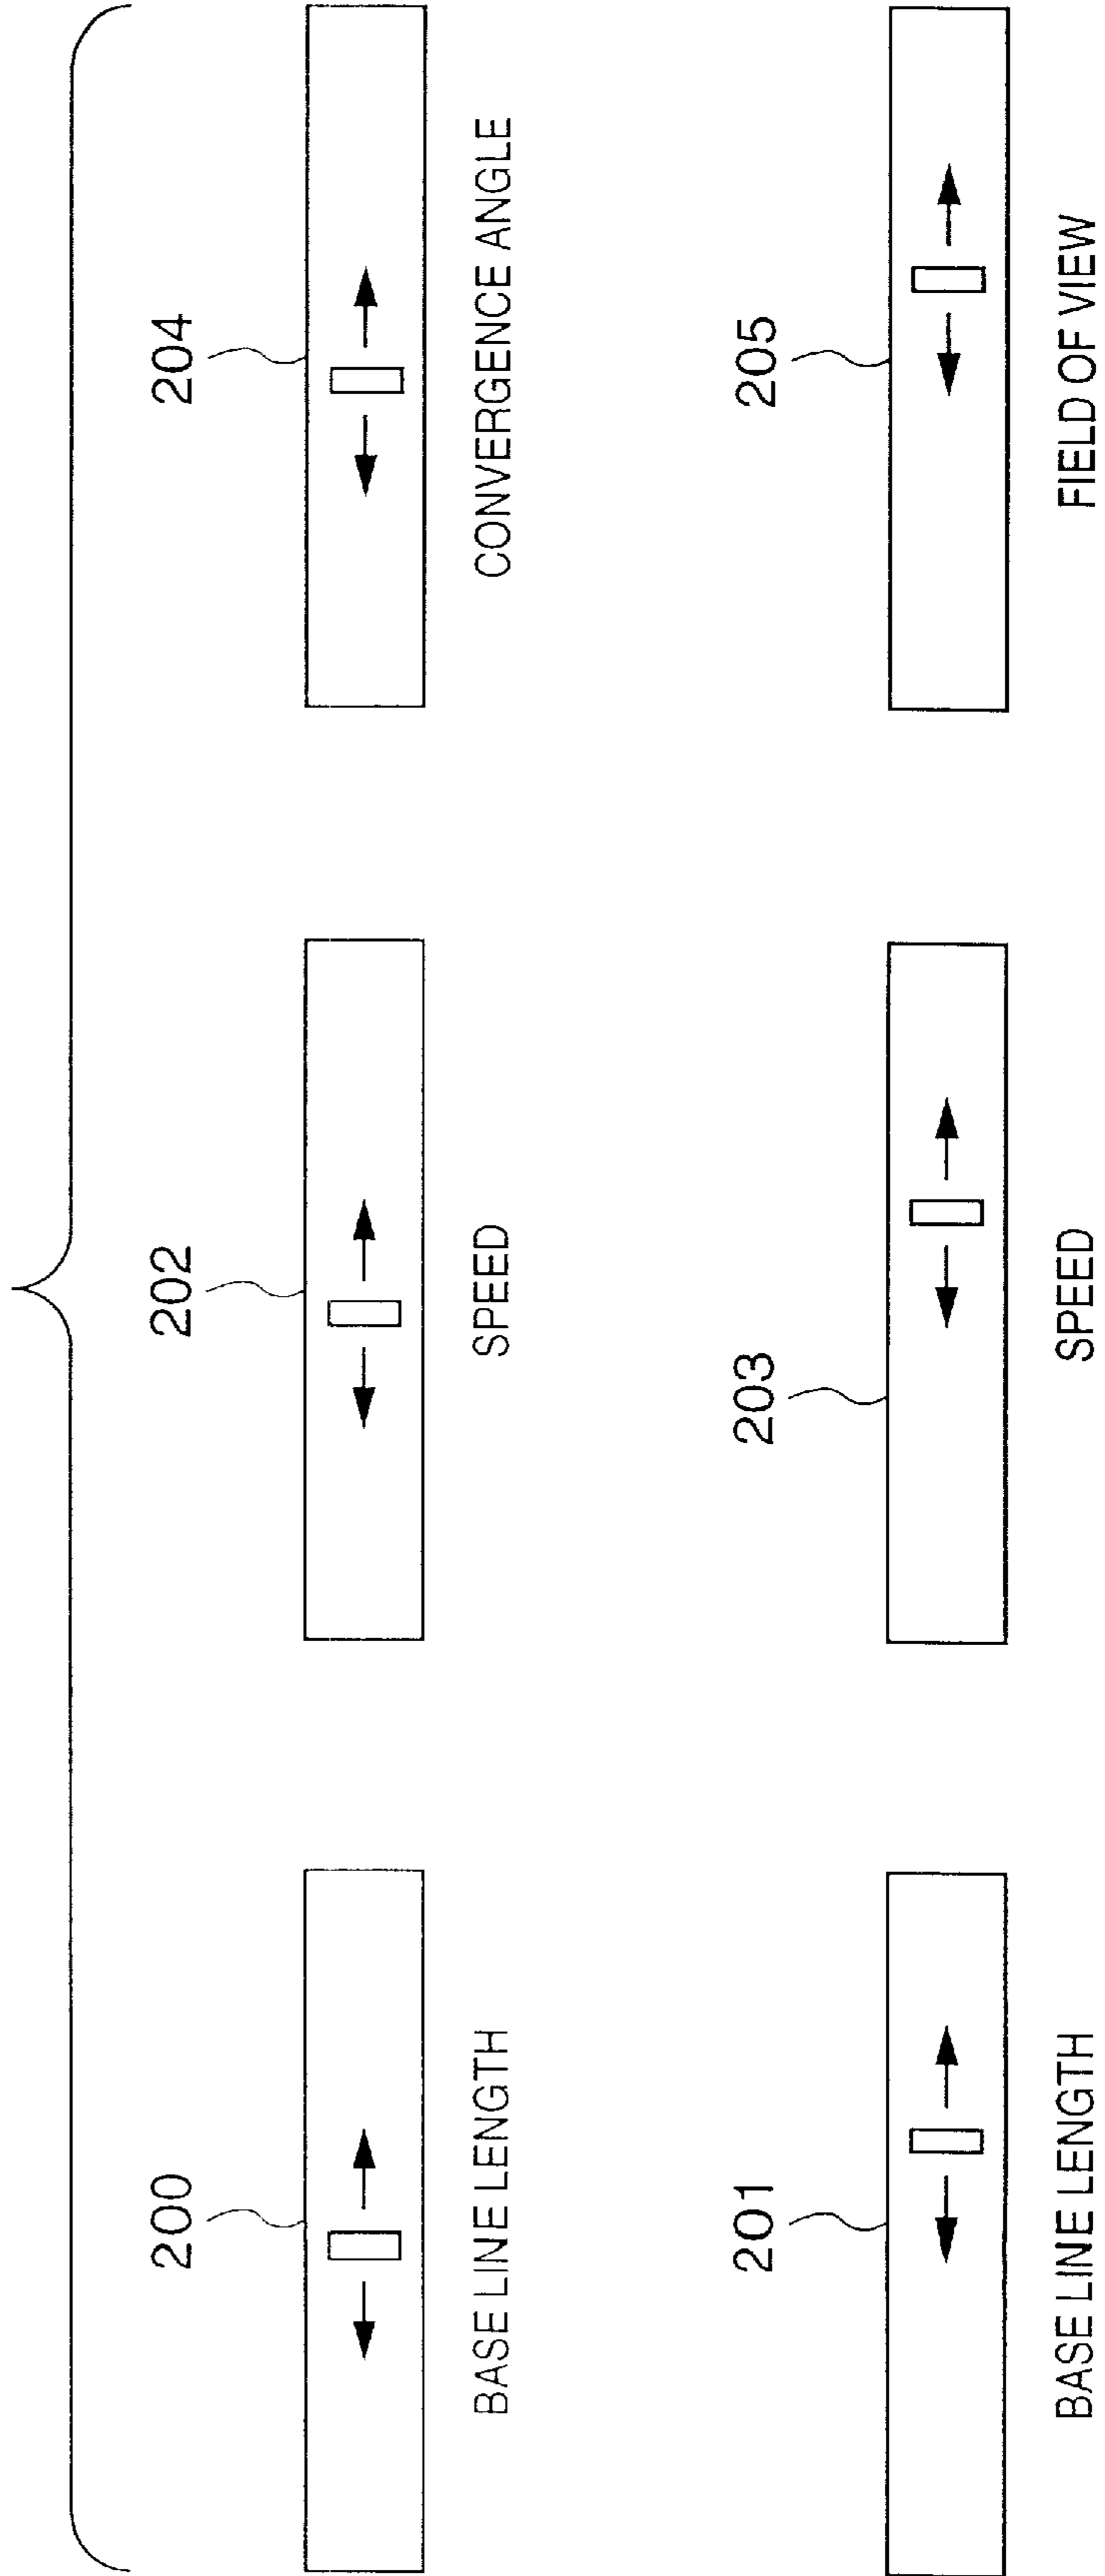 200
202
204
BASE LINE LENGTH
SPEED
CONVERGENCE ANGLE
201
203
205
BASE LINE LENGTH
SPEED
FIELD OF VIEW